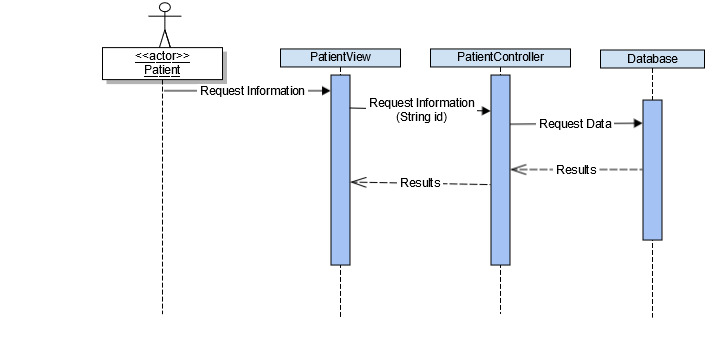 <<actor>>
Patient
PatientView
PatientController
Database
Request Information
Request Information
(String id)
Request Data
Results
Results